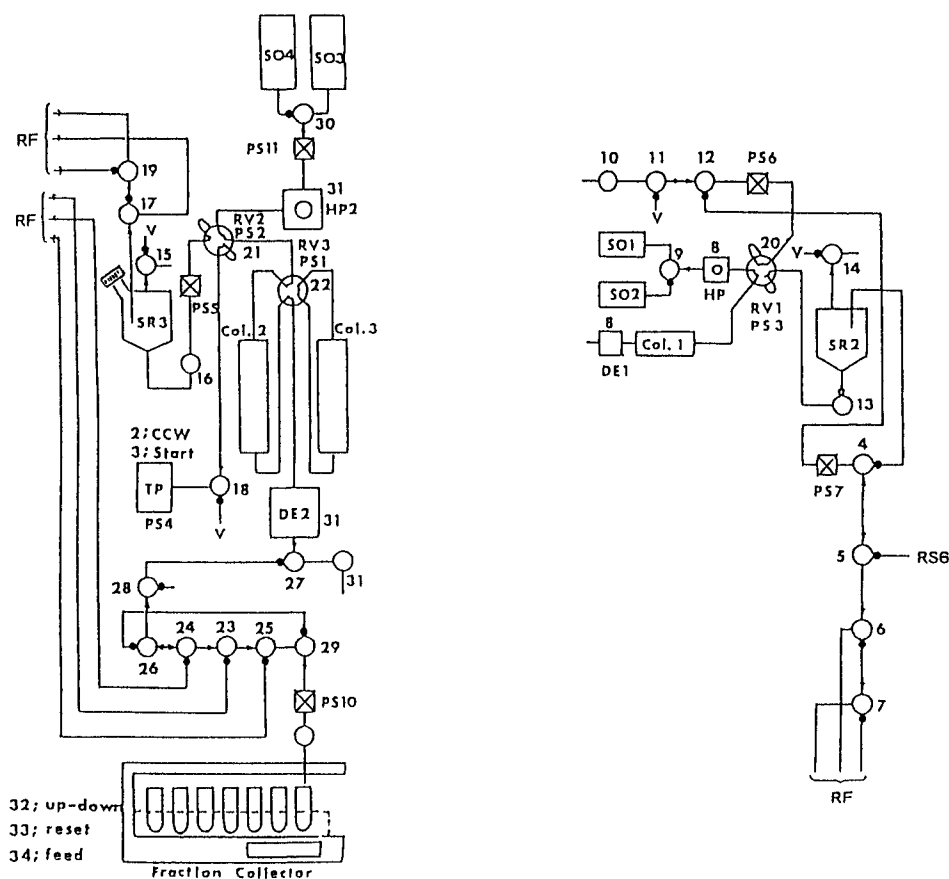 SO4 SO3
30
RF
PS11
19
31
HP2
17
RF
RV2
PS2
21
V
15
RV3
PS1
22
PS5
SR3
Col.2
Col.3
16
2; CCW
3; Start
TP
PS4
18
V
DE2
31
27
31
28
26
24
23
25
29
PS10
32; up-down
33; reset
34; feed
Fraction Collector
10
11
12
PS6
V
SO1
9
8
HP
20
V
14
SO2
RV1
PS3
SR2
8
DE1
Col.1
13
4
PS7
5
RS6
6
7
RF